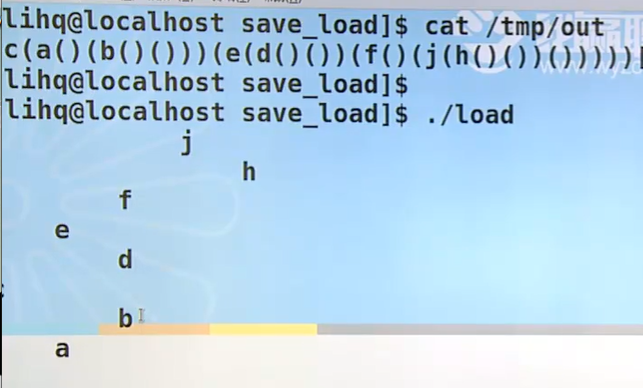 lihq@localhost save_load]$ cat /tmp/out
c(a()(b()()))(e(d()())(f()(j(h()())()))))
lihq@localhost save_load]$
lihq@localhost save_load]$ ./load
j
h
f
e
d
b
a